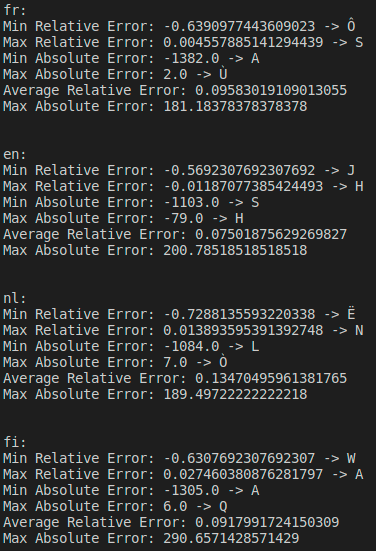 fr:
Min Relative Error: -0.6390977443609023 -> Ô
Max Relative Error: 0.004557885141294439 -> S
Min Absolute Error: -1382.0 -> A
Max Absolute Error: 2.0 -> Ù
Average Relative Error: 0.09583019109013055
Max Absolute Error: 181.18378378378378
en:
Min Relative Error: -0.5692307692307692 -> J
Max Relative Error: -0.01187077385424493 -> H
Min Absolute Error: -1103.0 -> S
Max Absolute Error: -79.0 -> H
Average Relative Error: 0.07501875629269827
Max Absolute Error: 200.78518518518518
nl:
Min Relative Error: -0.7288135593220338 -> Ë
Max Relative Error: 0.013893595391392748 -> N
Min Absolute Error: -1084.0 -> L
Max Absolute Error: 7.0 -> Ò
Average Relative Error: 0.13470495961381765
Max Absolute Error: 189.49722222222218
fi:
Min Relative Error: -0.6307692307692307 -> W
Max Relative Error: 0.027460380876281797 -> A
Min Absolute Error: -1305.0 -> A
Max Absolute Error: 6.0 -> Q
Average Relative Error: 0.0917991724150309
Max Absolute Error: 290.6571428571429